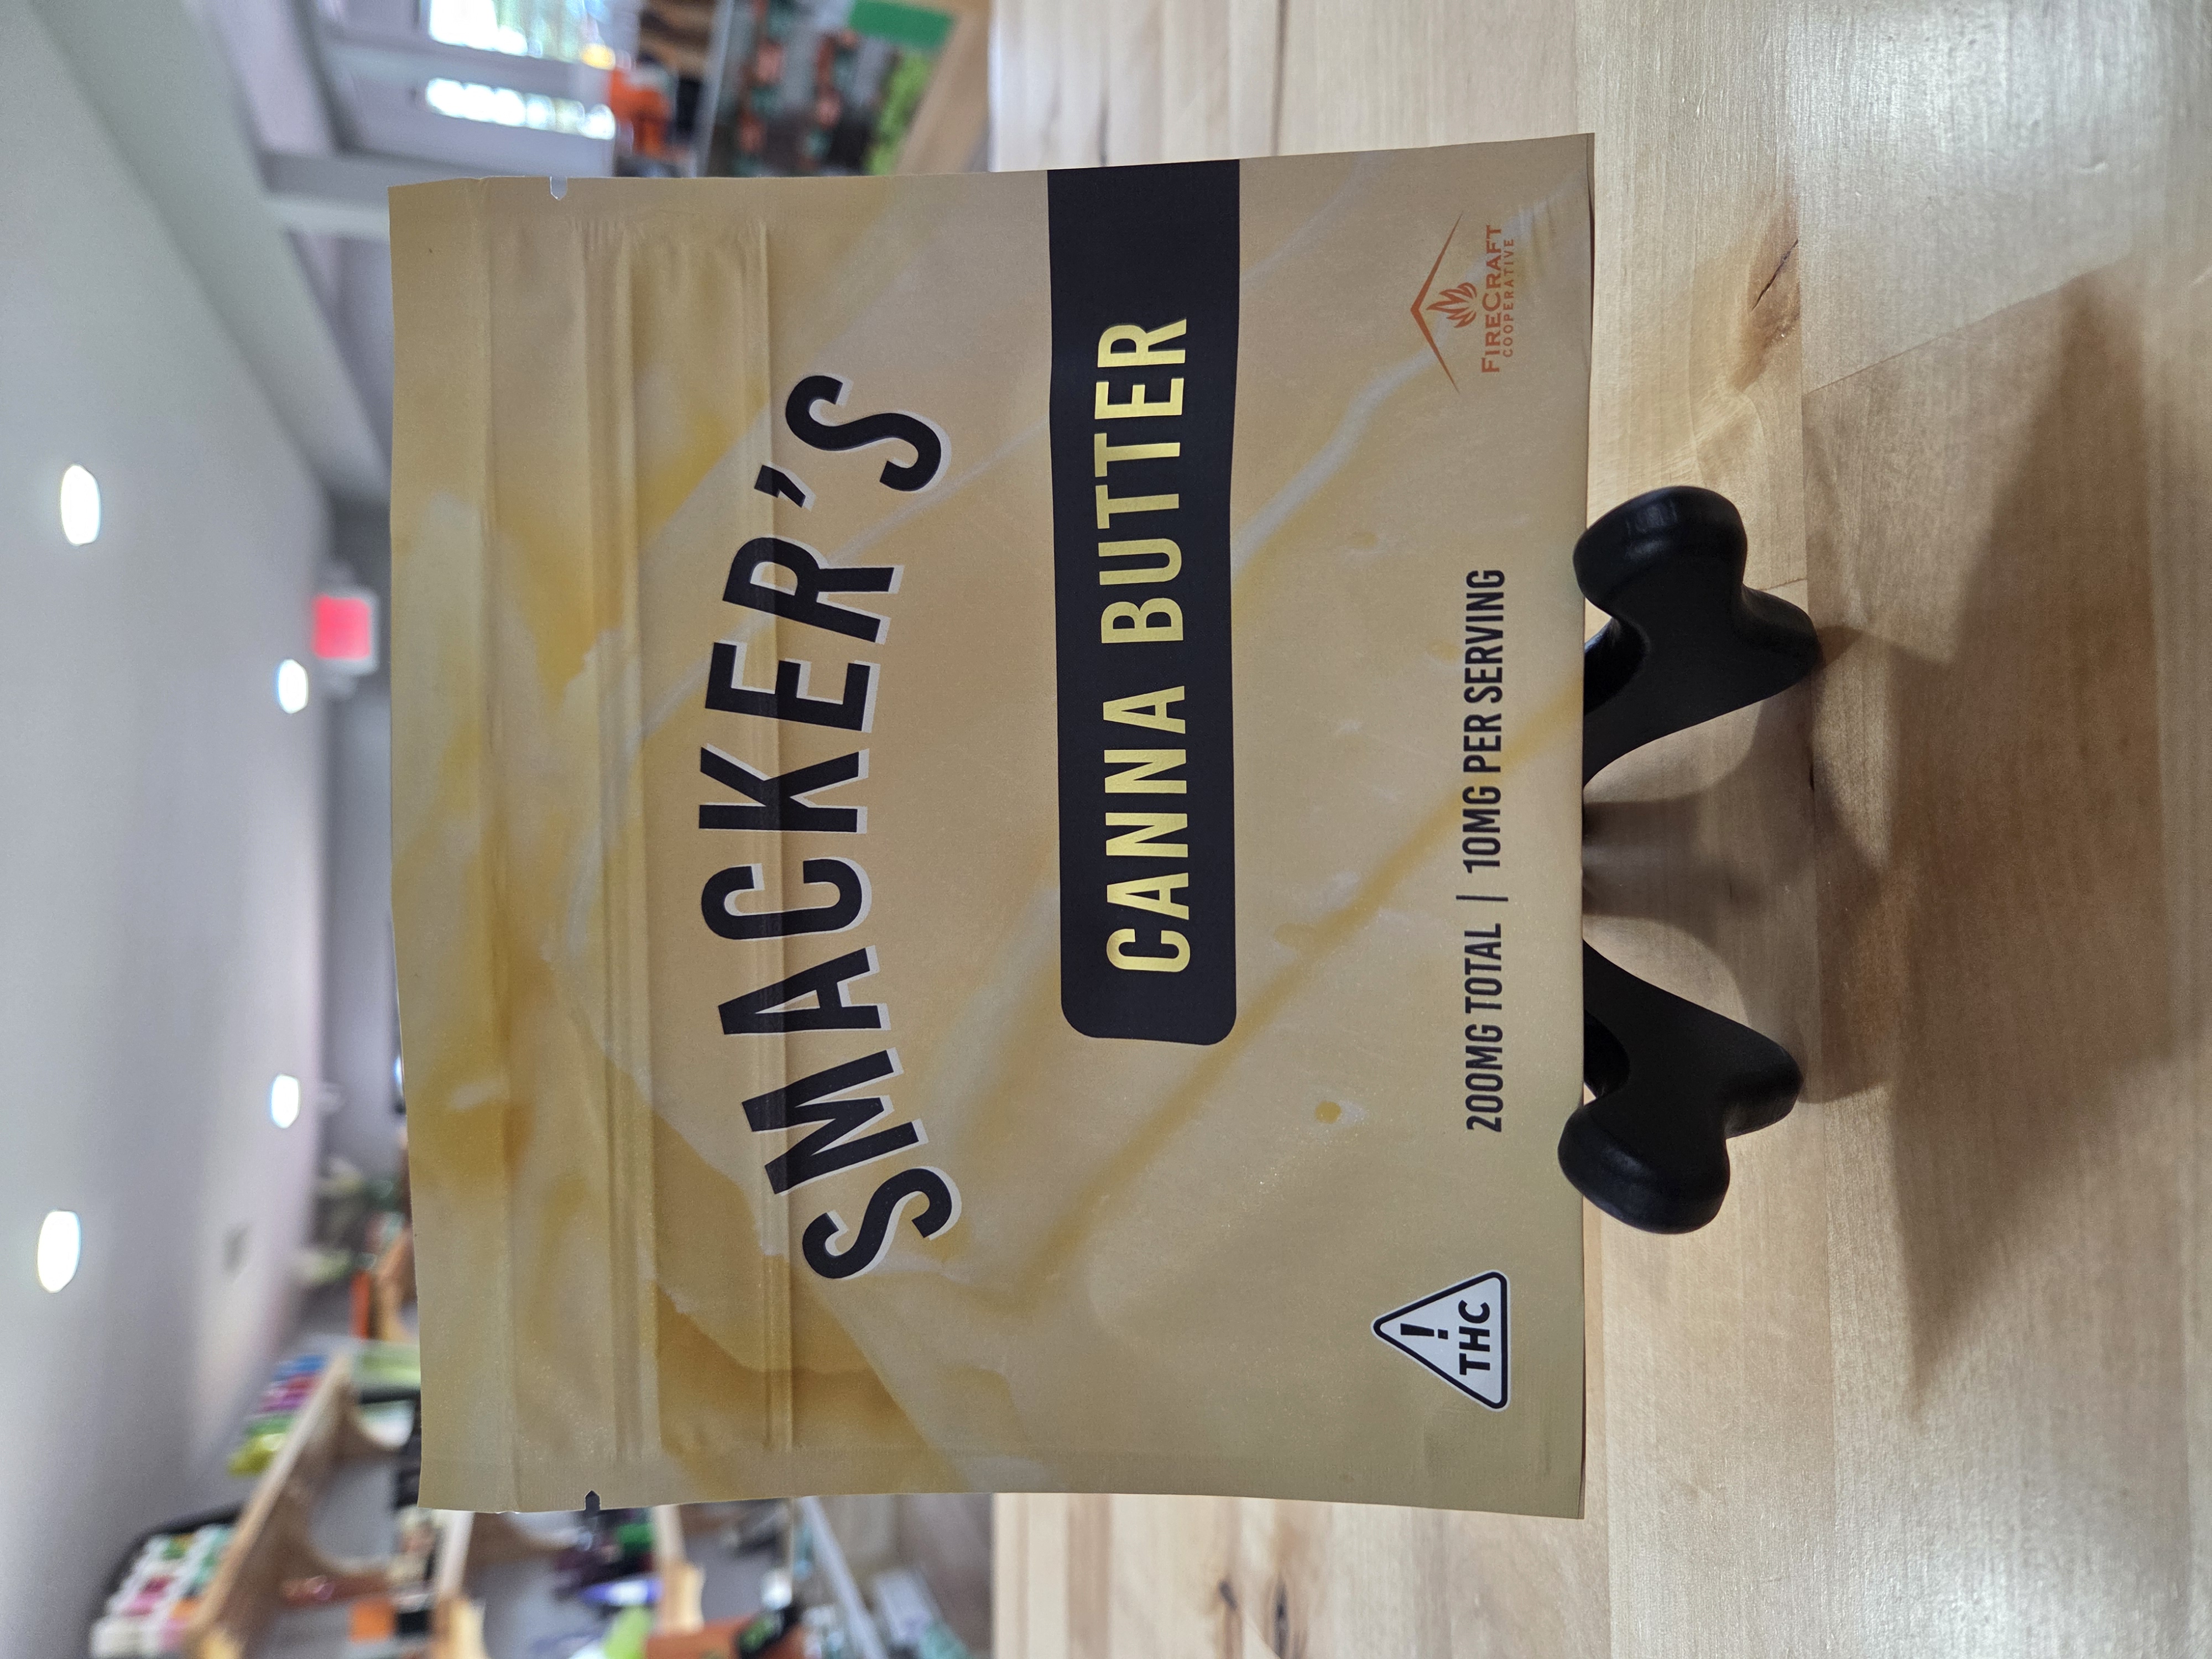 SMACKER'S
CANNA BUTTER
200MG TOTAL | 10MG PER SERVING
!
THC
FIRECRAFT
COOPERATIVE